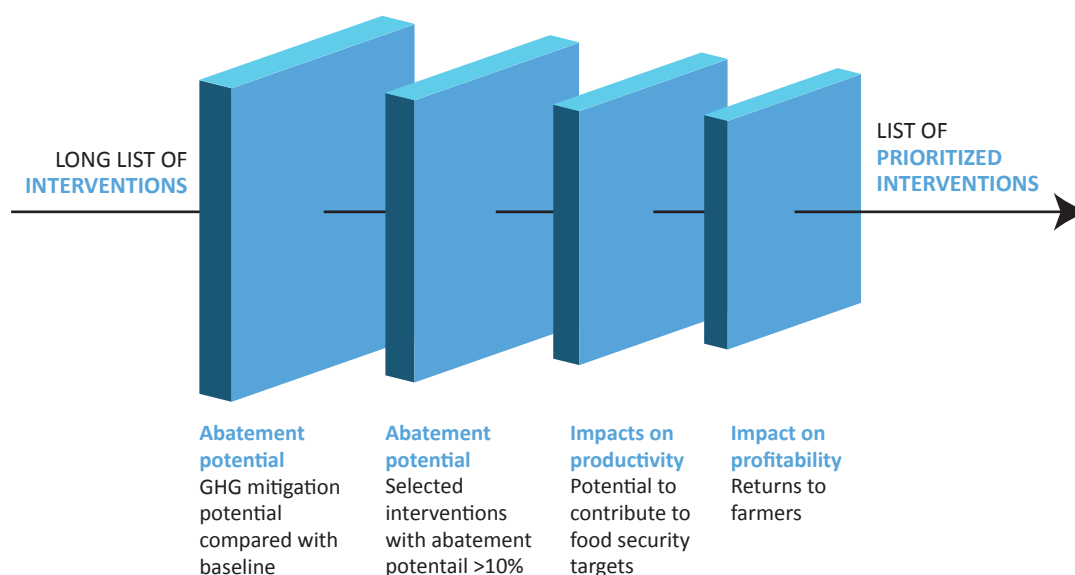 LONG LIST OF
INTERVENTIONS
LIST OF
PRIORITIZED
INTERVENTIONS
Abatement
potential
GHG mitigation
potential
compared with
baseline
Abatement
potential
Selected
interventions
with abatement
potentail >10%
Impacts on
productivity
Potential to
contribute to
food security
targets
Impact on
profitability
Returns to
farmers